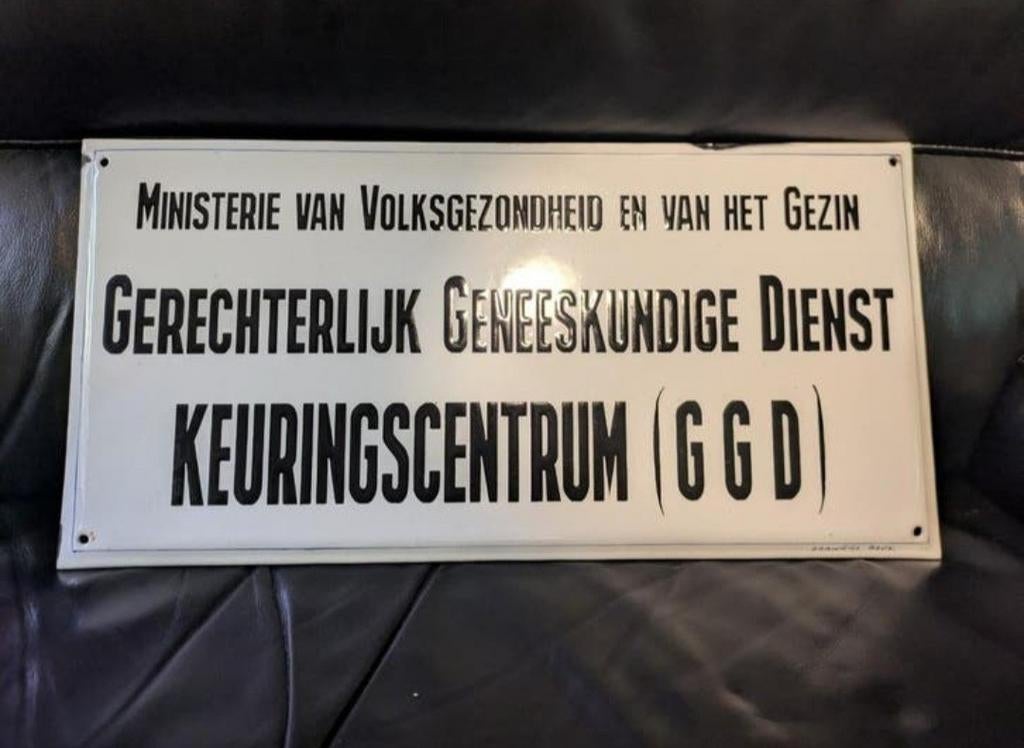 Ministerie van Volksgezondheid en van het Gezin
Gerechterlijk Geneeskundige Dienst
KEURINGSCENTRUM (GGD)